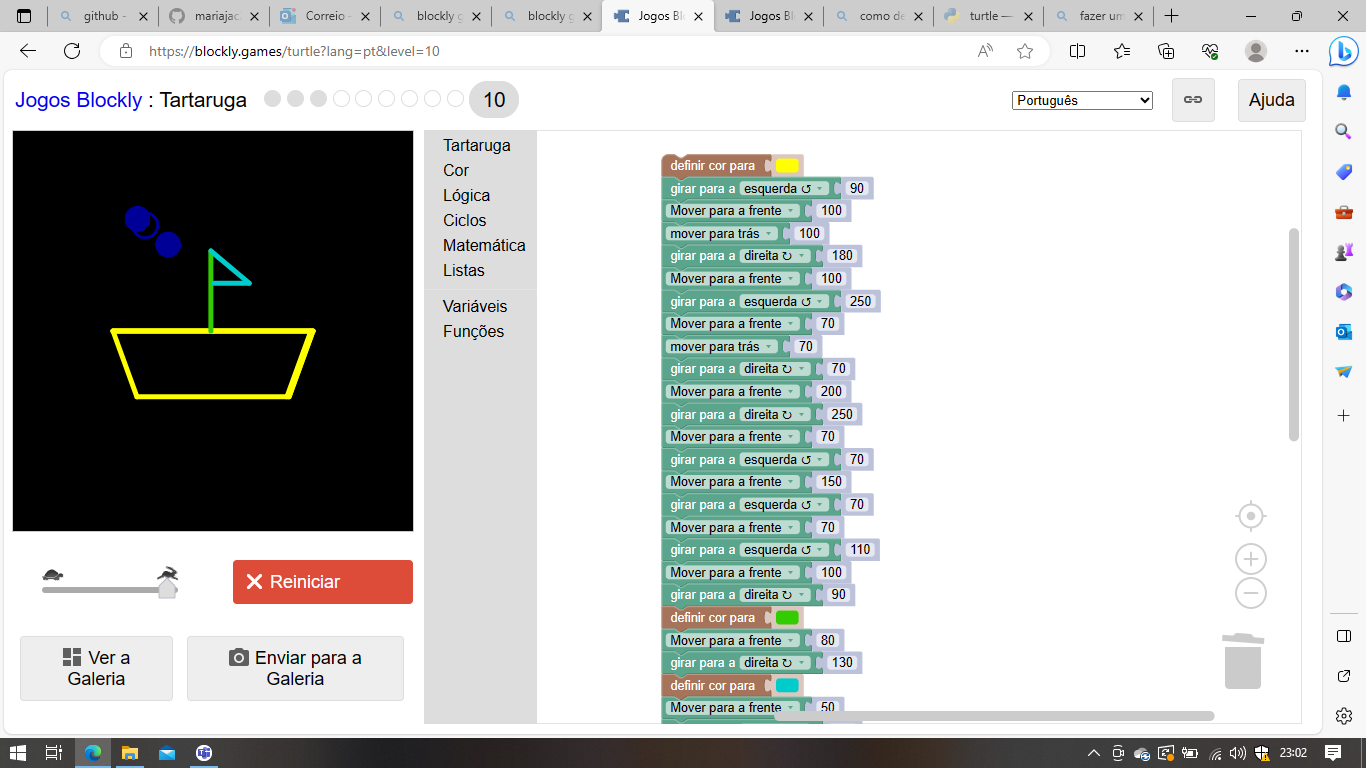 github -
mariajac
Correio -
blockly g
blockly g
Jogos Bl
Jogos Bl
como de
turtle —
fazer um
https://blockly.games/turtle?lang=pt&level=10
Jogos Blockly : Tartaruga
10
Português
Ajuda
Tartaruga
Cor
Lógica
Ciclos
Matemática
Listas
Variáveis
Funções
definir cor para
girar para a esquerda ↺ 90
Mover para a frente 100
mover para trás 100
girar para a direita ↻ 180
Mover para a frente 100
girar para a esquerda ↺ 250
Mover para a frente 70
mover para trás 70
girar para a direita ↻ 70
Mover para a frente 200
girar para a direita ↻ 250
Mover para a frente 70
girar para a esquerda ↺ 70
Mover para a frente 150
girar para a esquerda ↺ 70
Mover para a frente 70
girar para a esquerda ↺ 110
Mover para a frente 100
girar para a direita ↻ 90
definir cor para
Mover para a frente 80
girar para a direita ↻ 130
definir cor para
Mover para a frente 50
Reiniciar
Ver a
Galeria
Enviar para a
Galeria
23:02